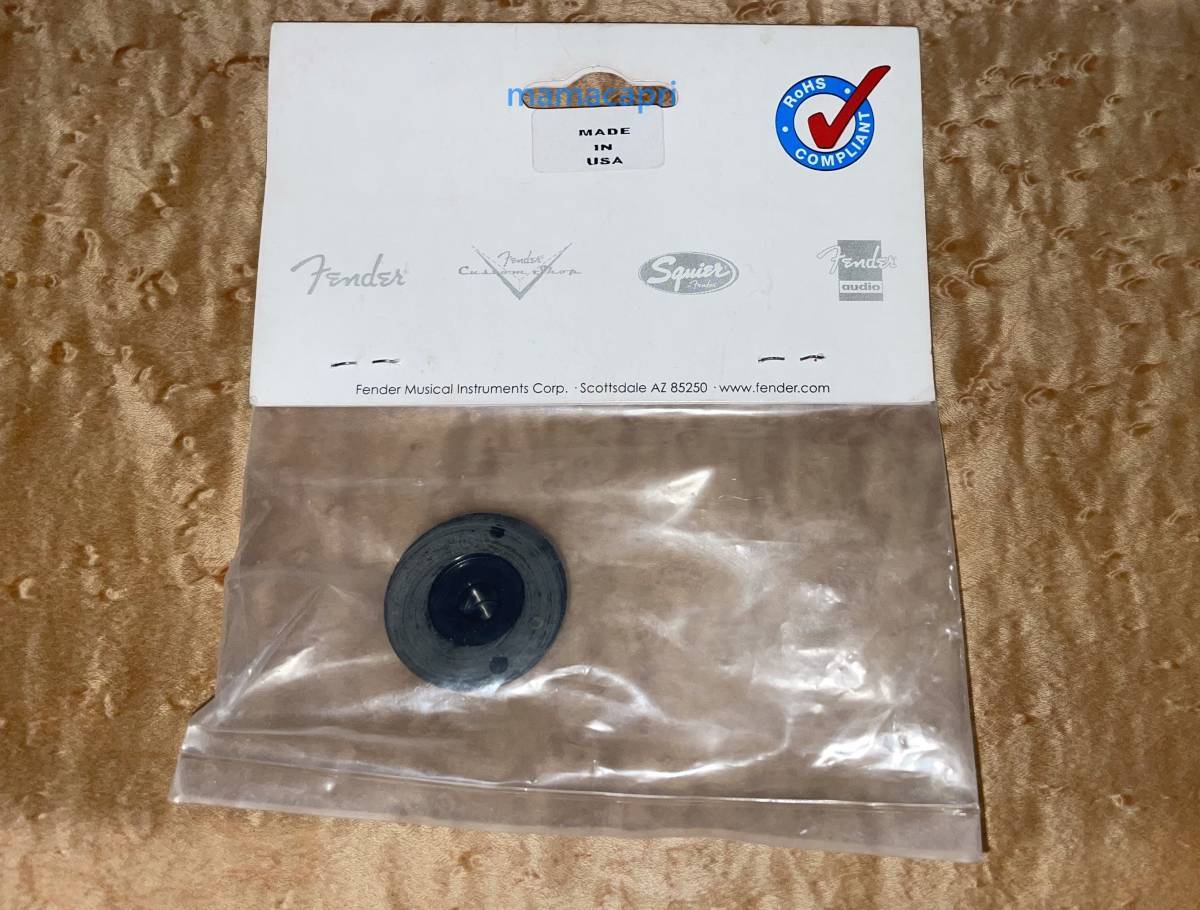 mamacapri
MADE
IN
USA
RoHS
COMPLIANT
Fender
Fender
Custom Shop
Squier
by Fender
Fender
audio
Fender Musical Instruments Corp. · Scottsdale AZ 85250 · www.fender.com